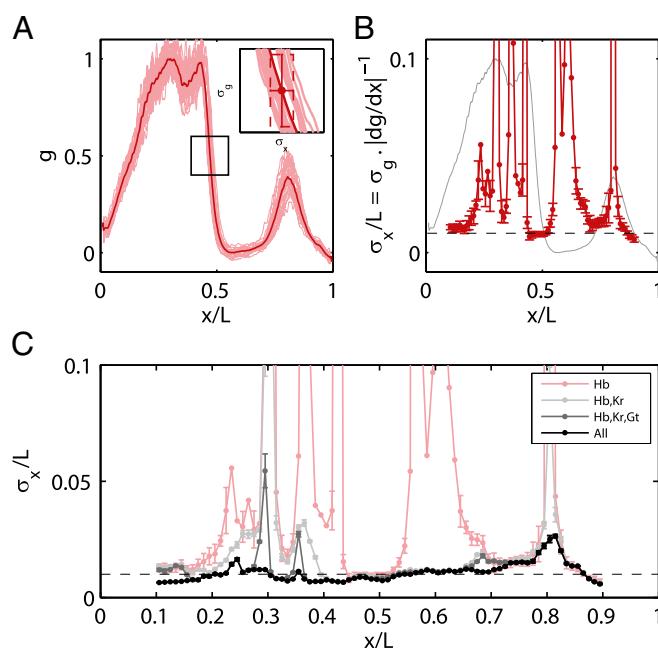 A
B
1
0.5
0
g
σg
σx
0
0.5
1
x/L
0.1
0
σx/L = σg · |dg/dx|⁻¹
0
0.5
1
x/L
C
0.1
0.05
0
σx/L
Hb
Hb,Kr
Hb,Kr,Gt
All
0 0.1 0.2 0.3 0.4 0.5 0.6 0.7 0.8 0.9 1
x/L